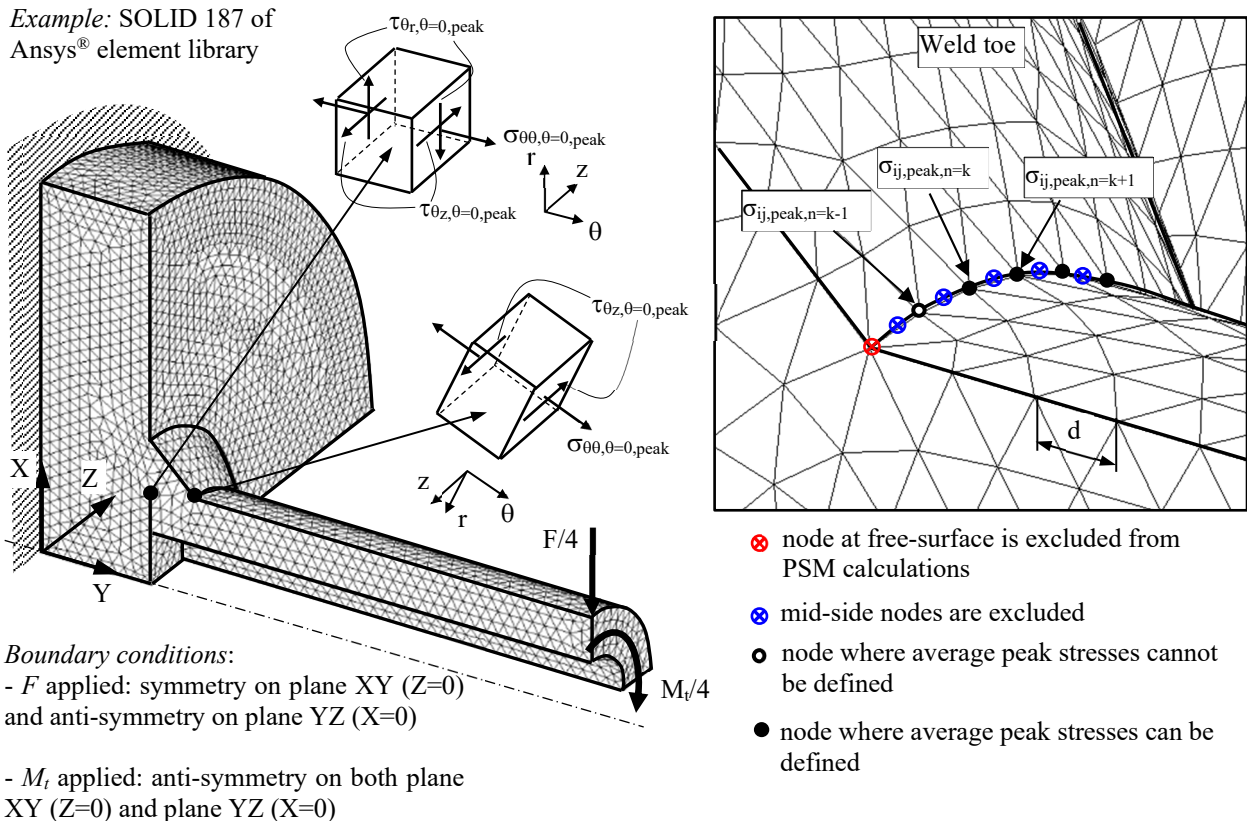 Example: SOLID 187 of
Ansys® element library
τθr,θ=0,peak
σθθ,θ=0,peak
r
z
θ
τθz,θ=0,peak
τθz,θ=0,peak
σθθ,θ=0,peak
z
r
θ
X
Z
Y
F/4
Mt/4
Boundary conditions:
- F applied: symmetry on plane XY (Z=0)
and anti-symmetry on plane YZ (X=0)
- Mt applied: anti-symmetry on both plane
XY (Z=0) and plane YZ (X=0)
Weld toe
σij,peak,n=k
σij,peak,n=k+1
σij,peak,n=k-1
d
node at free-surface is excluded from
PSM calculations
mid-side nodes are excluded
node where average peak stresses cannot
be defined
node where average peak stresses can be
defined